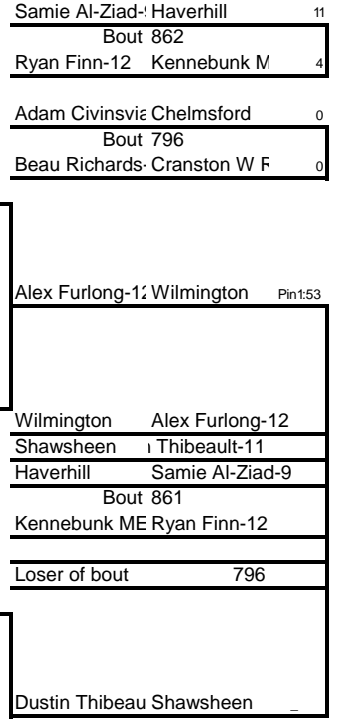 Samie Al-Ziad- Haverhill 11
Bout 862
Ryan Finn-12 Kennebunk M 4
Adam Civinsvia Chelmsford 0
Bout 796
Beau Richards- Cranston W R 0
Alex Furlong-12 Wilmington Pin1:53
Wilmington Alex Furlong-12
Shawsheen Thibeault-11
Haverhill Samie Al-Ziad-9
Bout 861
Kennebunk ME Ryan Finn-12
Loser of bout 796
Dustin Thibeau Shawsheen _